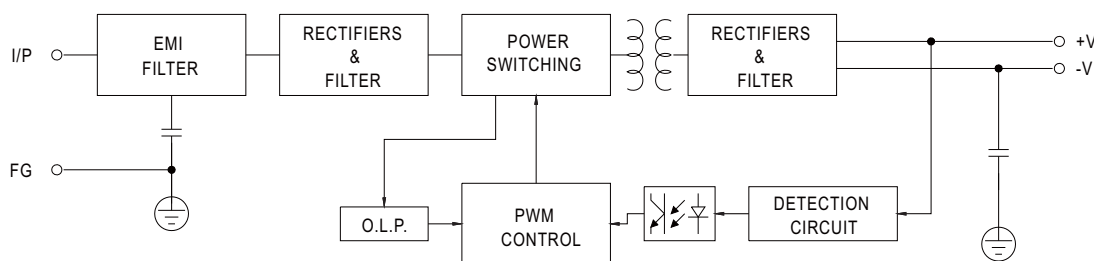 I/P
EMI
FILTER
RECTIFIERS
&
FILTER
POWER
SWITCHING
RECTIFIERS
&
FILTER
+V
-V
FG
O.L.P.
PWM
CONTROL
DETECTION
CIRCUIT